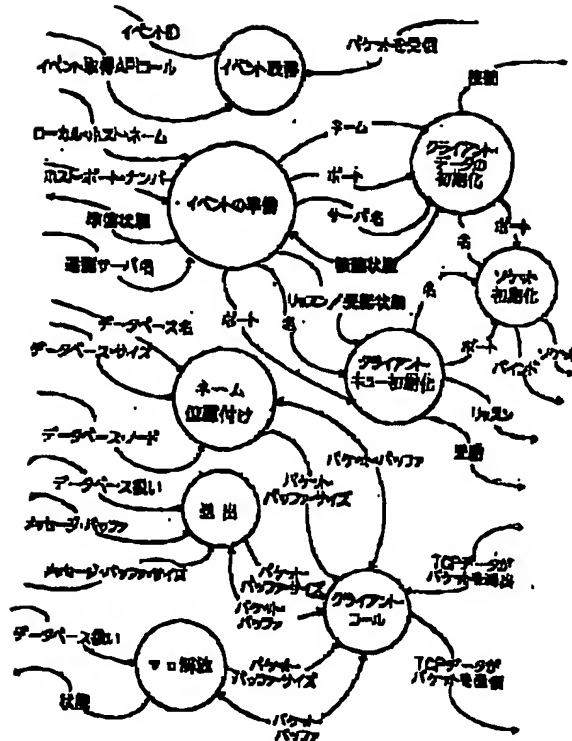 イベントID
イベント取得APIコール
イベント取得
パケットを受信
接続
ローカル・ホスト・ネーム
ホスト・ポート・ナンバ
準備状態
遠隔サーバ名
イベントの準備
ネーム
ポート
サーバ名
準備状態
クライアント・
データの
初期化
名
ポート
ソケット
初期化
リッスン/受諾状態
ポート
名
名
ポート
バインド
ソケット
クライアント・
キュー初期化
リッスン
受諾
データベース名
データベース・サイズ
データベース・ノード
ネーム
位置付け
パケット・バッファ
パケット・
バッファ・サイズ
データベース扱い
メッセージ・バッファ
メッセージ・バッファ・サイズ
送出
パケット・
バッファ・サイズ
パケット・
バッファ
クライアント・
コール
TCPデータが
パケットを送出
TCPデータが
パケットを受信
データベース扱い
状態
解放
パケット・
バッファサイズ
パケット・
バッファ